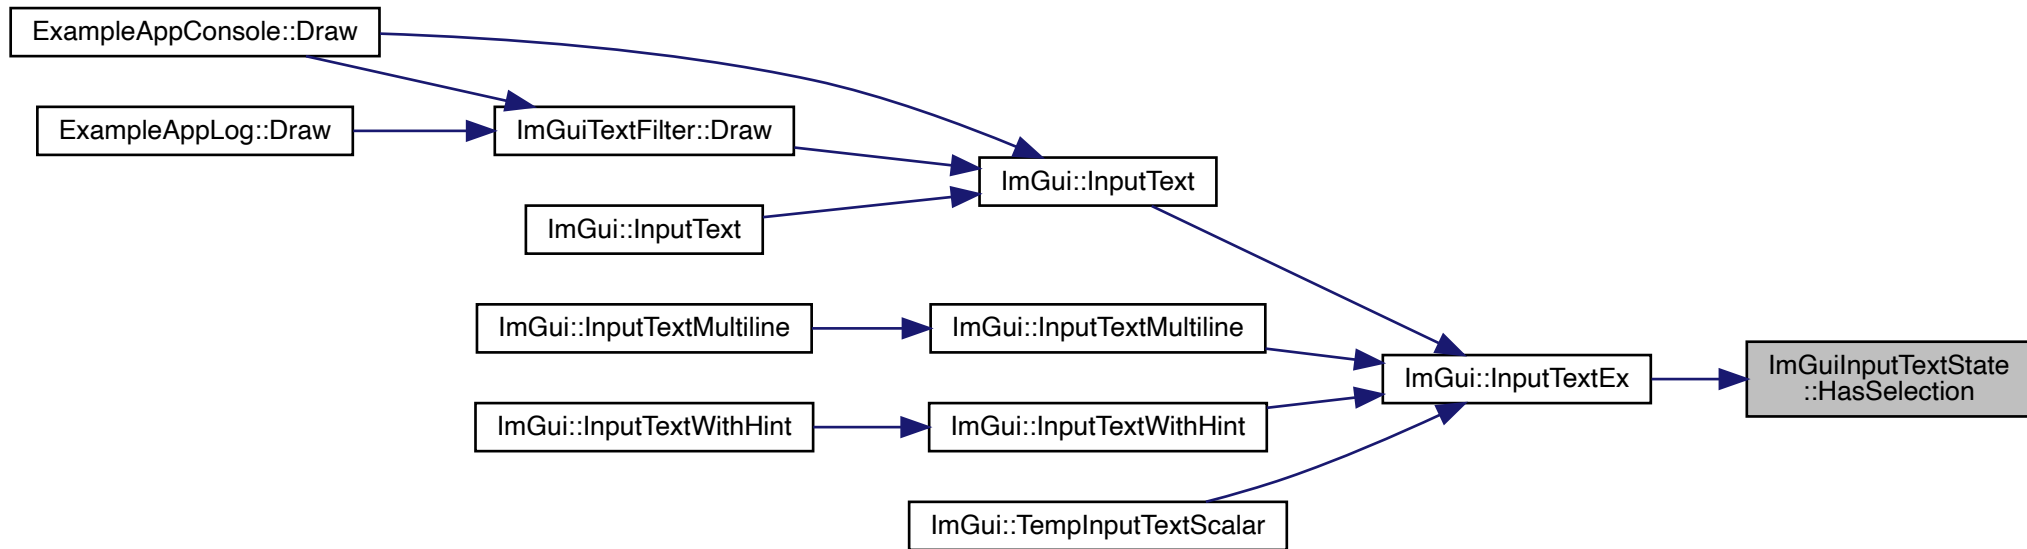 ExampleAppConsole::Draw
ExampleAppLog::Draw
ImGuiTextFilter::Draw
ImGui::InputText
ImGui::InputText
ImGui::InputTextMultiline
ImGui::InputTextMultiline
ImGui::InputTextEx
ImGuiInputTextState
::HasSelection
ImGui::InputTextWithHint
ImGui::InputTextWithHint
ImGui::TempInputTextScalar